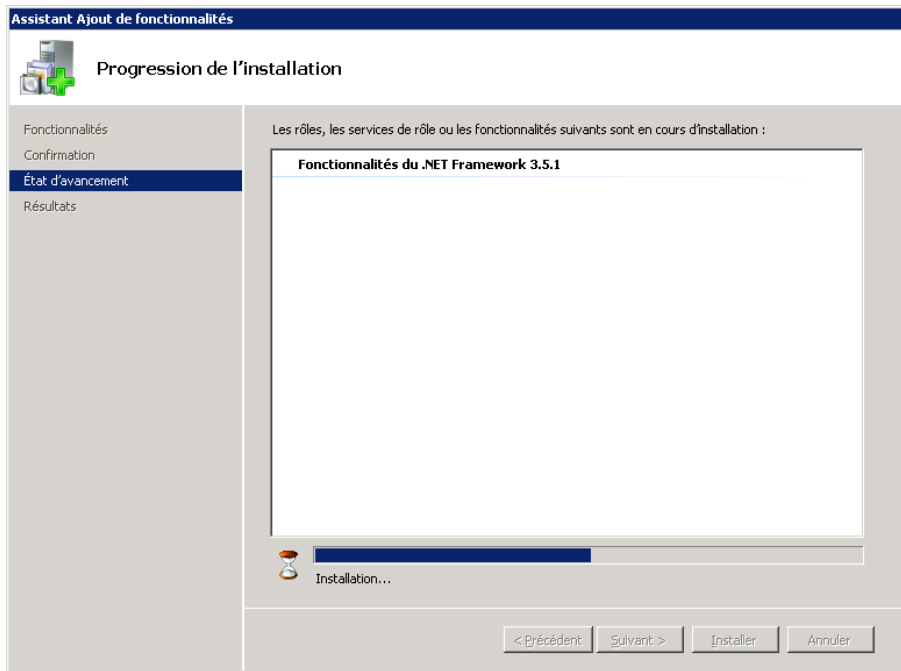 Assistant Ajout de fonctionnalités
Progression de l'installation
Fonctionnalités
Confirmation
État d'avancement
Résultats
Les rôles, les services de rôle ou les fonctionnalités suivants sont en cours d'installation :
Fonctionnalités du .NET Framework 3.5.1
Installation...
< Précédent
Suivant >
Installer
Annuler